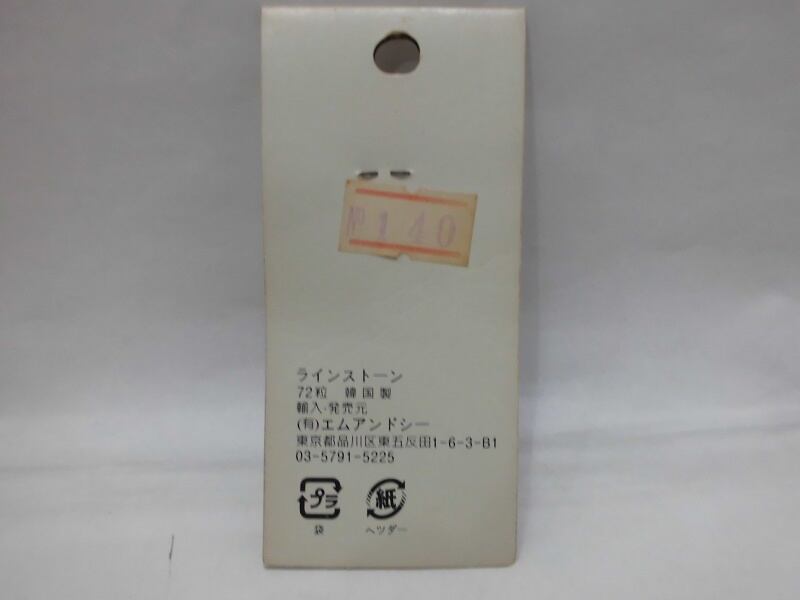 №140
ラインストーン
72粒 韓国製
輸入・発売元
(有)エムアンドシー
東京都品川区東五反田1-6-3-B1
03-5791-5225
プラ 紙
袋 ヘッダー